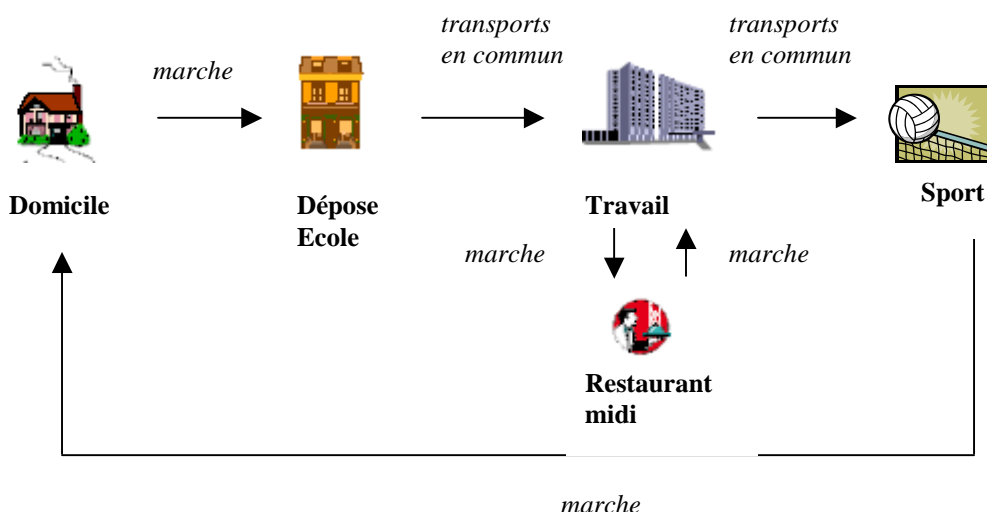 transports
en commun
transports
en commun
marche
Domicile
Dépose
Ecole
Travail
Sport
marche
marche
Restaurant
midi
marche